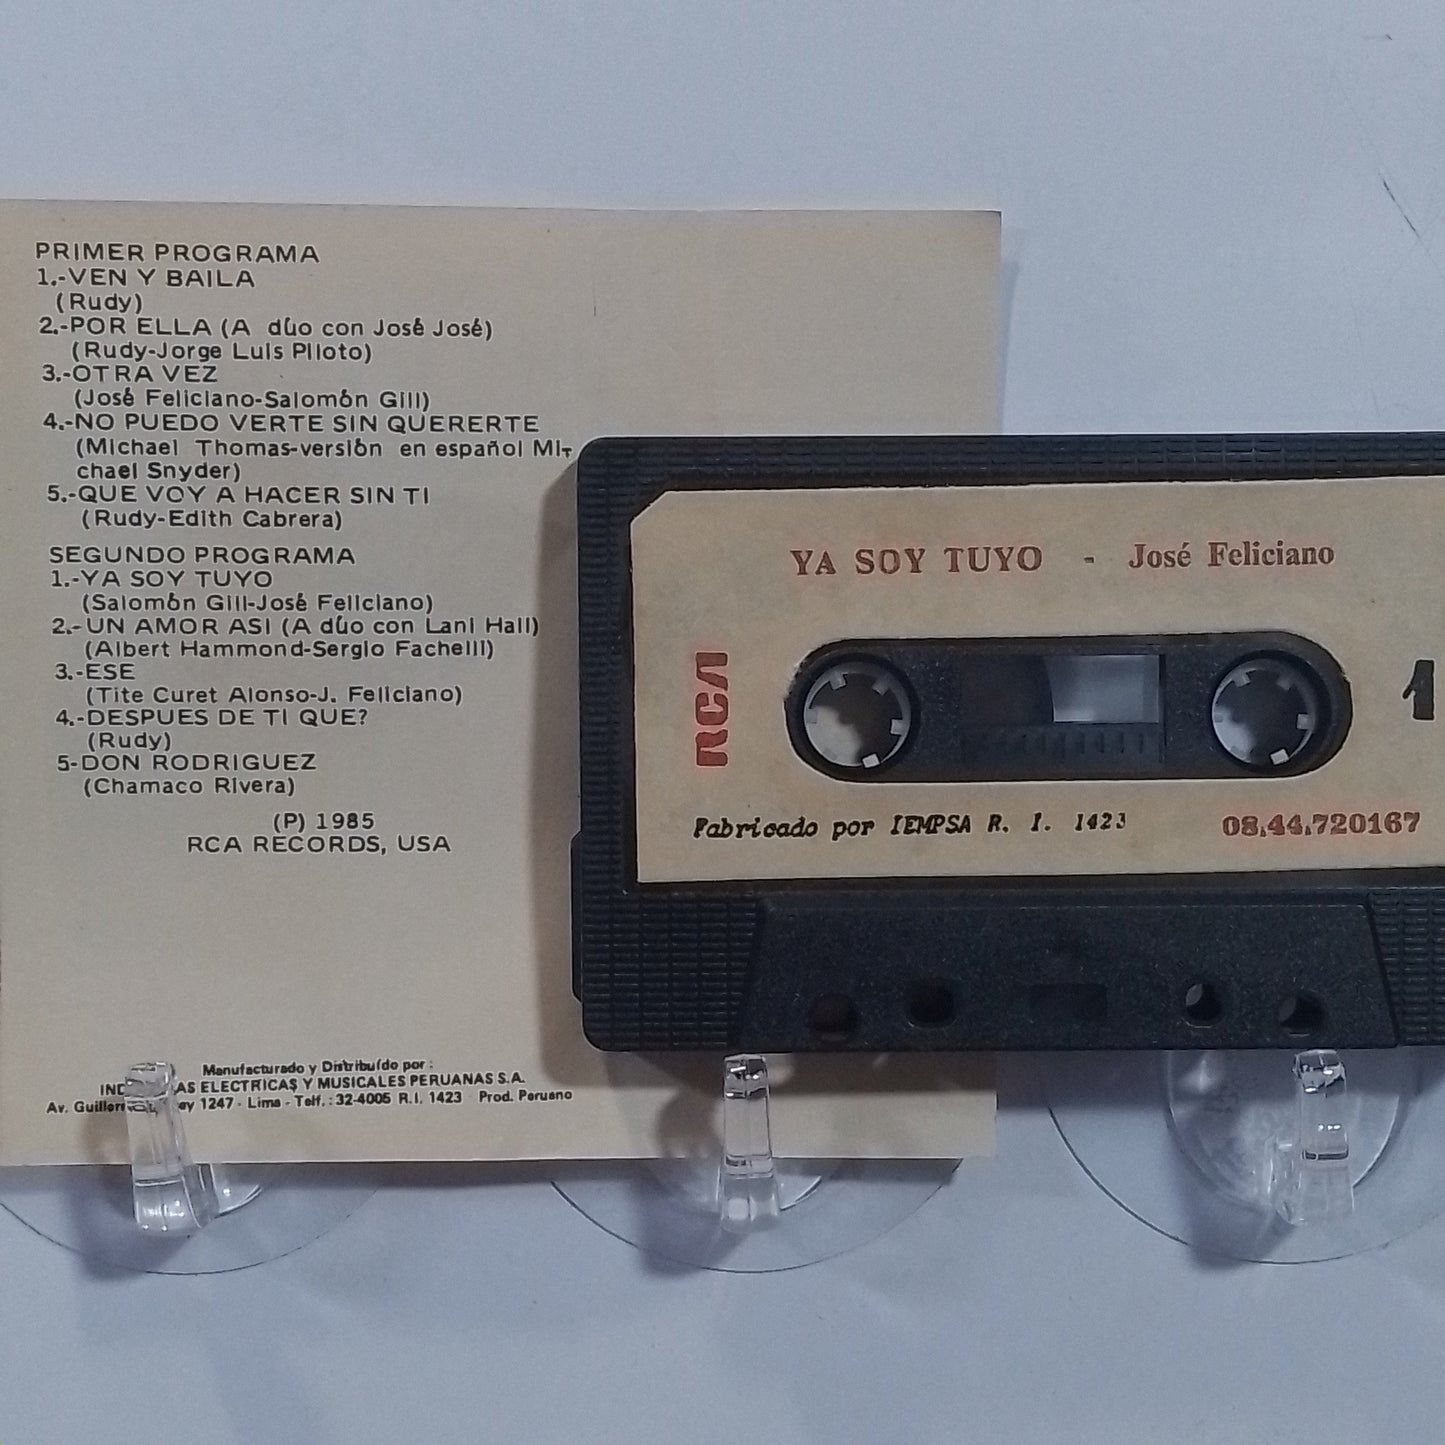 PRIMER PROGRAMA
1.-VEN Y BAILA
(Rudy)
2.-POR ELLA (A dúo con José José)
(Rudy-Jorge Luis Piloto)
3.-OTRA VEZ
(José Feliciano-Salomón Gill)
4.-NO PUEDO VERTE SIN QUERERTE
(Michael Thomas-versión en español Mi-
chael Snyder)
5.-QUE VOY A HACER SIN TI
(Rudy-Edith Cabrera)
SEGUNDO PROGRAMA
1.-YA SOY TUYO
(Salomón Gill-José Feliciano)
2.-UN AMOR ASI (A dúo con Lani Hall)
(Albert Hammond-Sergio Fachelli)
3.-ESE
(Tite Curet Alonso-J. Feliciano)
4.-DESPUES DE TI QUE?
(Rudy)
5-DON RODRIGUEZ
(Chamaco Rivera)
(P) 1985
RCA RECORDS, USA
Manufacturado y Distribuído por :
ELECTRICAS Y MUSICALES PERUANAS S.A.
Av. 1247 - Lima - Telf. : 32-4005 R.I. 1423 Prod. Peruano
YA SOY TUYO - José Feliciano
RCA
1
Fabricado por IEMPSA R. I. 1423
08.44.720167